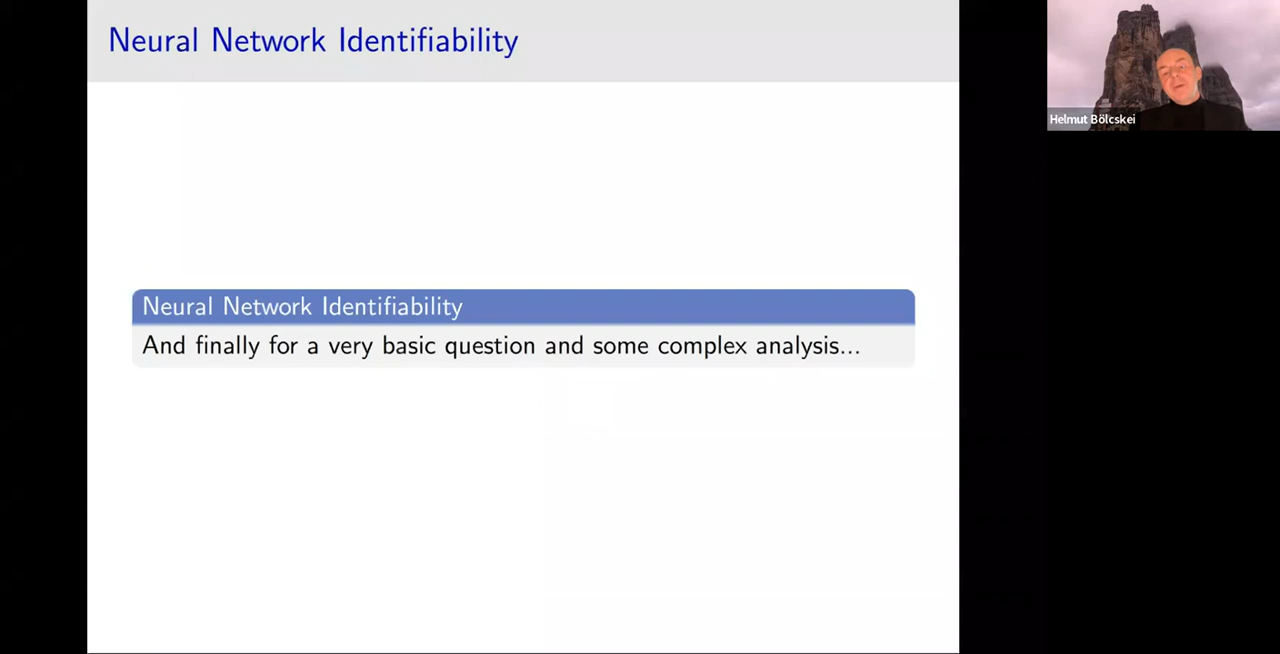 Neural Network Identifiability
Helmut Bölcskei
Neural Network Identifiability
And finally for a very basic question and some complex analysis...